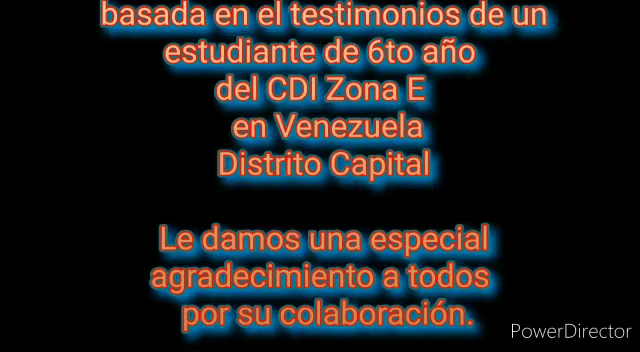 basada en el testimonios de un
estudiante de 6to año
del CDI Zona E
en Venezuela
Distrito Capital
Le damos una especial
agradecimiento a todos
por su colaboración.
PowerDirector